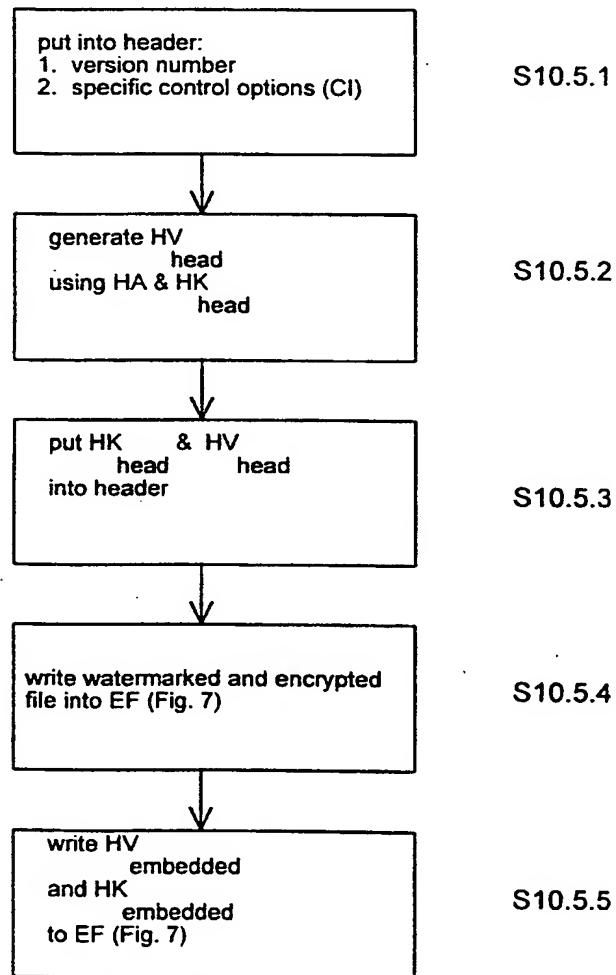 put into header:
1. version number
2. specific control options (CI)
S10.5.1
generate HV
head
using HA & HK
head
S10.5.2
put HK & HV
head head
into header
S10.5.3
write watermarked and encrypted
file into EF (Fig. 7)
S10.5.4
write HV
embedded
and HK
embedded
to EF (Fig. 7)
S10.5.5